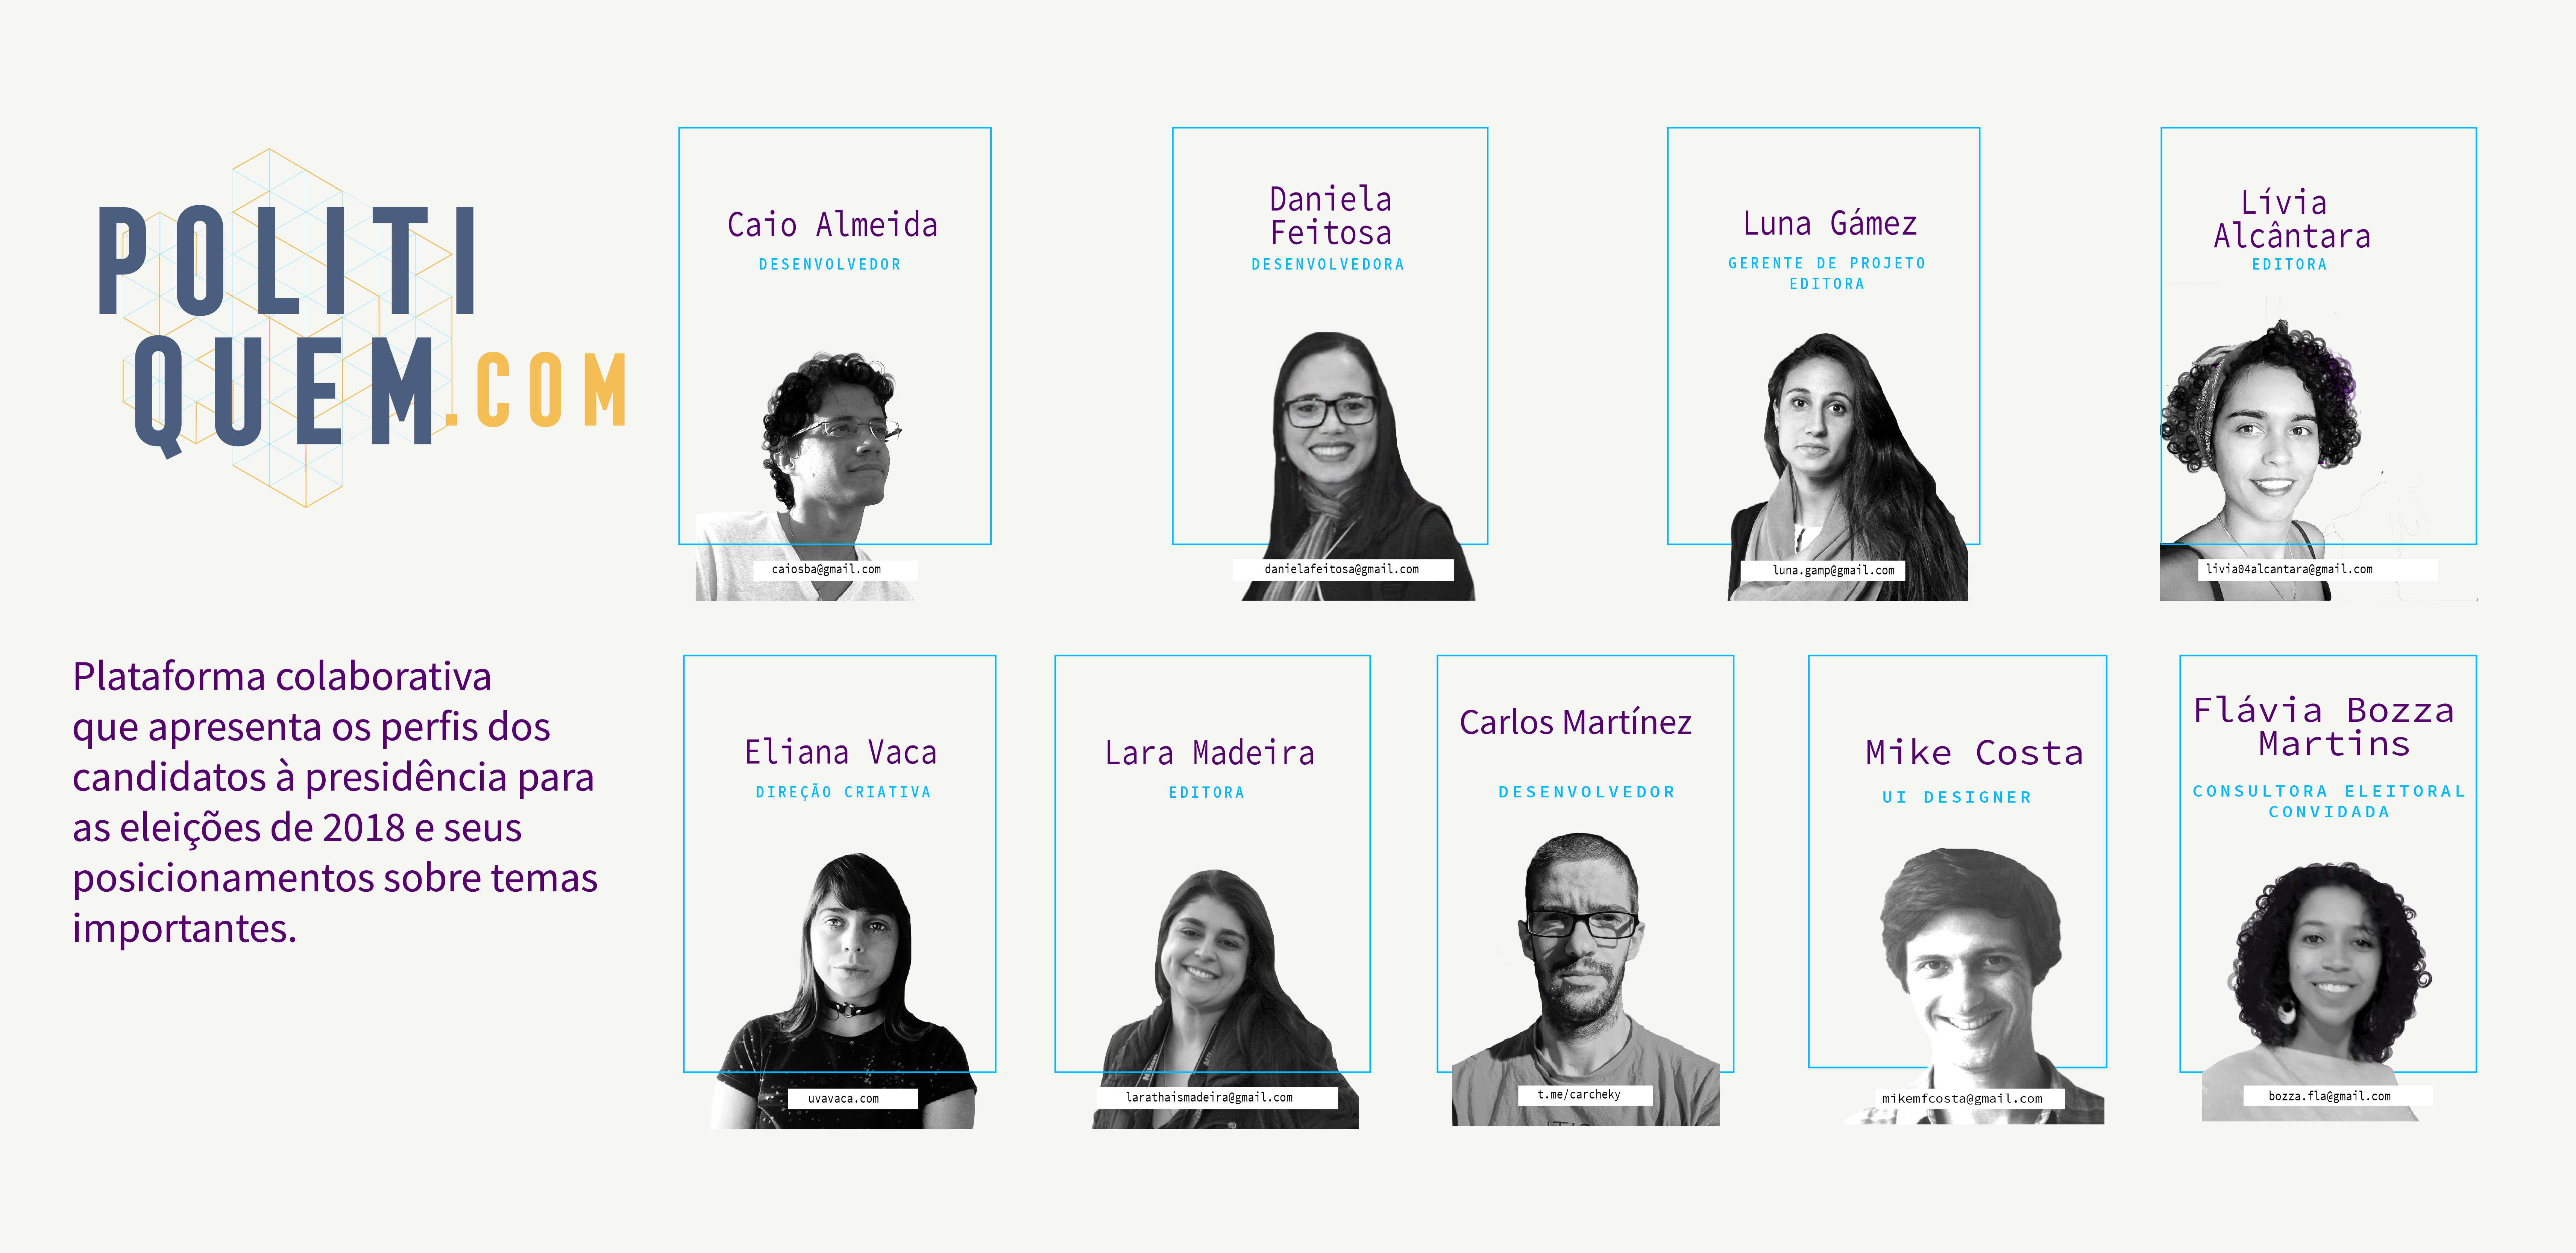 POLITI
QUEM.COM
Plataforma colaborativa
que apresenta os perfis dos
candidatos à presidência para
as eleições de 2018 e seus
posicionamentos sobre temas
importantes.
Caio Almeida
DESENVOLVEDOR
caiosba@gmail.com
Daniela
Feitosa
DESENVOLVEDORA
danielafeitosa@gmail.com
Luna Gámez
GERENTE DE PROJETO
EDITORA
luna.gamp@gmail.com
Lívia
Alcântara
EDITORA
livia04alcantara@gmail.com
Eliana Vaca
DIREÇÃO CRIATIVA
uvavaca.com
Lara Madeira
EDITORA
larathaismadeira@gmail.com
Carlos Martínez
DESENVOLVEDOR
t.me/carcheky
Mike Costa
UI DESIGNER
mikemfcosta@gmail.com
Flávia Bozza
Martins
CONSULTORA ELEITORAL
CONVIDADA
bozza.fla@gmail.com